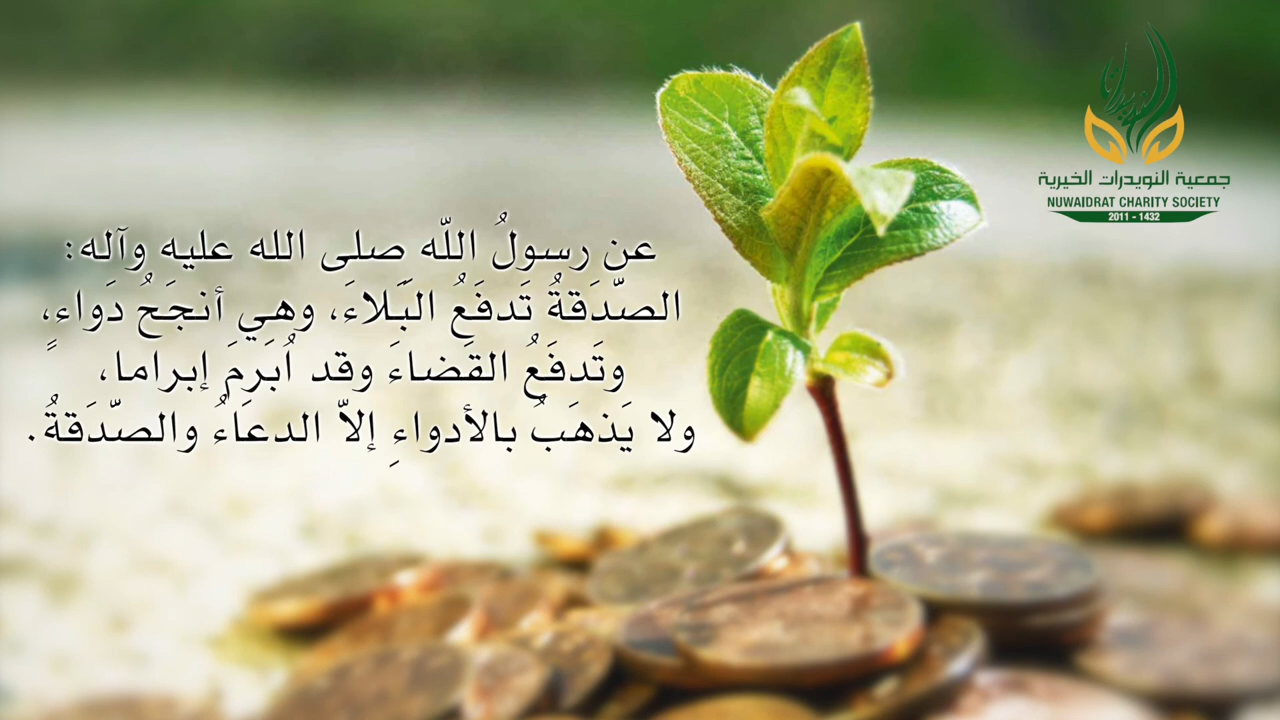 عن رسولُ اللّه صلى الله عليه وآله:
الصّدَقةُ تَدفَعُ البَلاءَ، وهي أنجَحُ دَواءٍ،
وتَدفَعُ القَضاءَ وقد اُبَرِمَ إبراما،
ولا يَذهَبُ بالأدواءِ إلاّ الدعاءُ والصّدَقةُ.
جمعية النويدرات الخيرية
NUWAIDRAT CHARITY SOCIETY
2011 - 1432